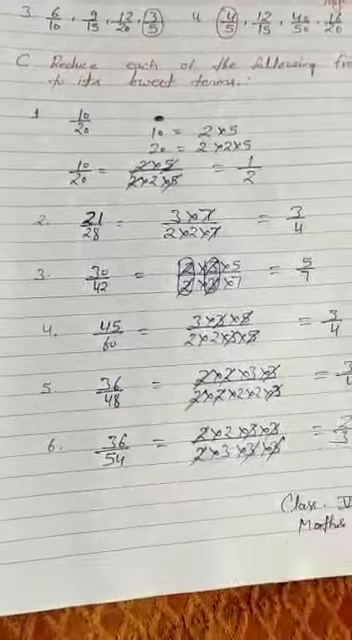 3 6/10, 9/15, 12/20, 3/5 4 4/5, 12/15, 40/50, 16/20
C Reduce each of the following
to its lowest terms.
1 10/20 10 = 2×5
20 = 2×2×5
10/20 = 2×5/2×2×5 = 1/2
2. 21/28 = 3×7/2×2×7 = 3/4
3. 30/42 = 2×3×5/2×3×7 = 5/7
4. 45/60 = 3×3×5/2×2×3×5 = 3/4
5. 36/48 = 2×2×3×3/2×2×2×2×3 = 3/4
6. 36/54 = 2×2×3×3/2×3×3×3 = 2/3
Class. V
Maths